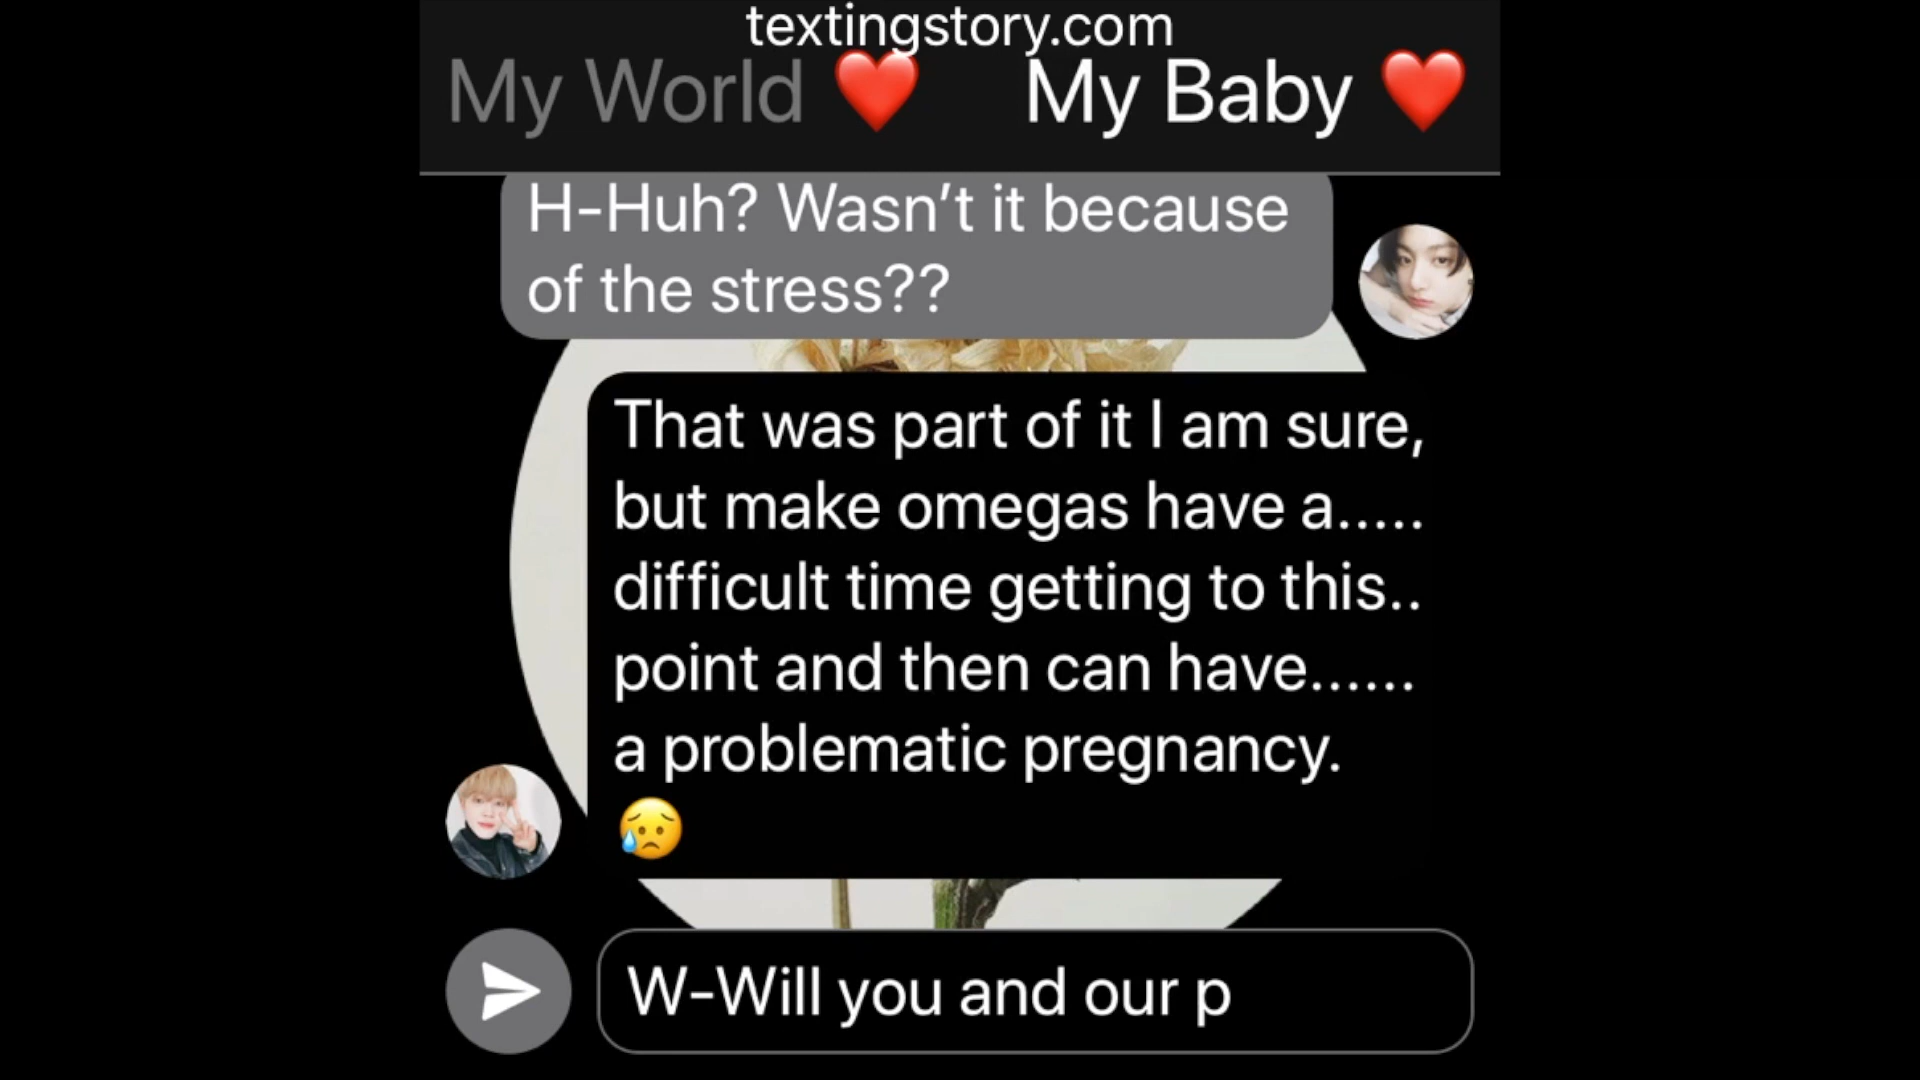 textingstory.com
My World ❤️ My Baby ❤️
H-Huh? Wasn’t it because
of the stress??
That was part of it I am sure,
but make omegas have a.....
difficult time getting to this..
point and then can have......
a problematic pregnancy.
😥
W-Will you and our p